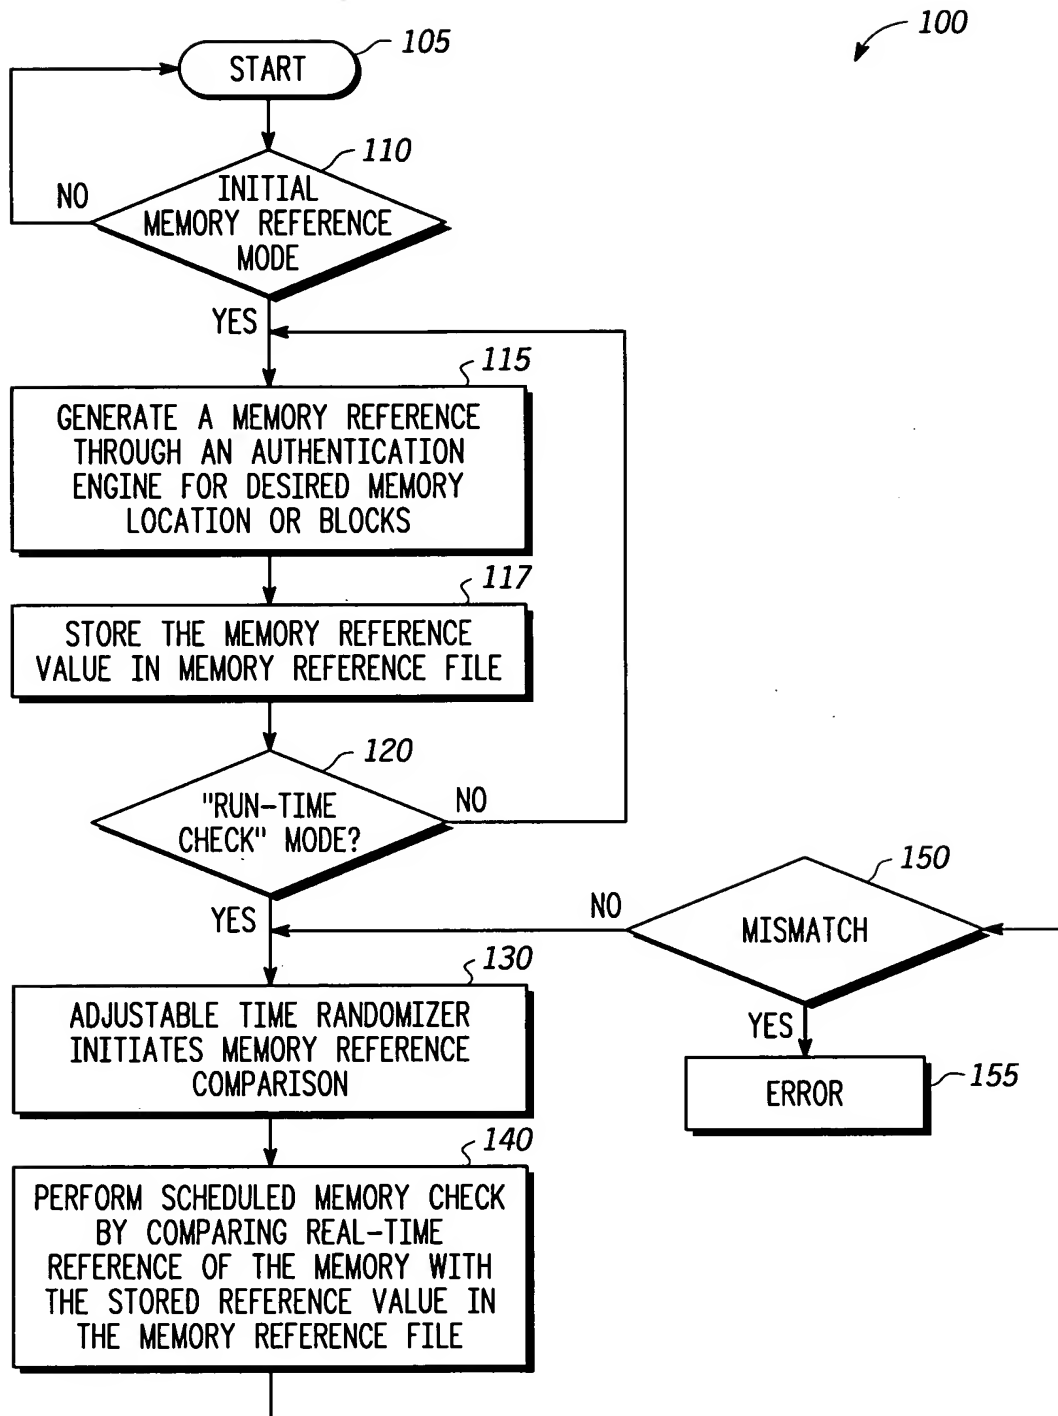 100
105
START
110
INITIAL
MEMORY REFERENCE
MODE
NO
YES
115
GENERATE A MEMORY REFERENCE
THROUGH AN AUTHENTICATION
ENGINE FOR DESIRED MEMORY
LOCATION OR BLOCKS
117
STORE THE MEMORY REFERENCE
VALUE IN MEMORY REFERENCE FILE
120
"RUN-TIME
CHECK" MODE?
NO
YES
150
MISMATCH
NO
YES
155
ERROR
130
ADJUSTABLE TIME RANDOMIZER
INITIATES MEMORY REFERENCE
COMPARISON
140
PERFORM SCHEDULED MEMORY CHECK
BY COMPARING REAL-TIME
REFERENCE OF THE MEMORY WITH
THE STORED REFERENCE VALUE IN
THE MEMORY REFERENCE FILE